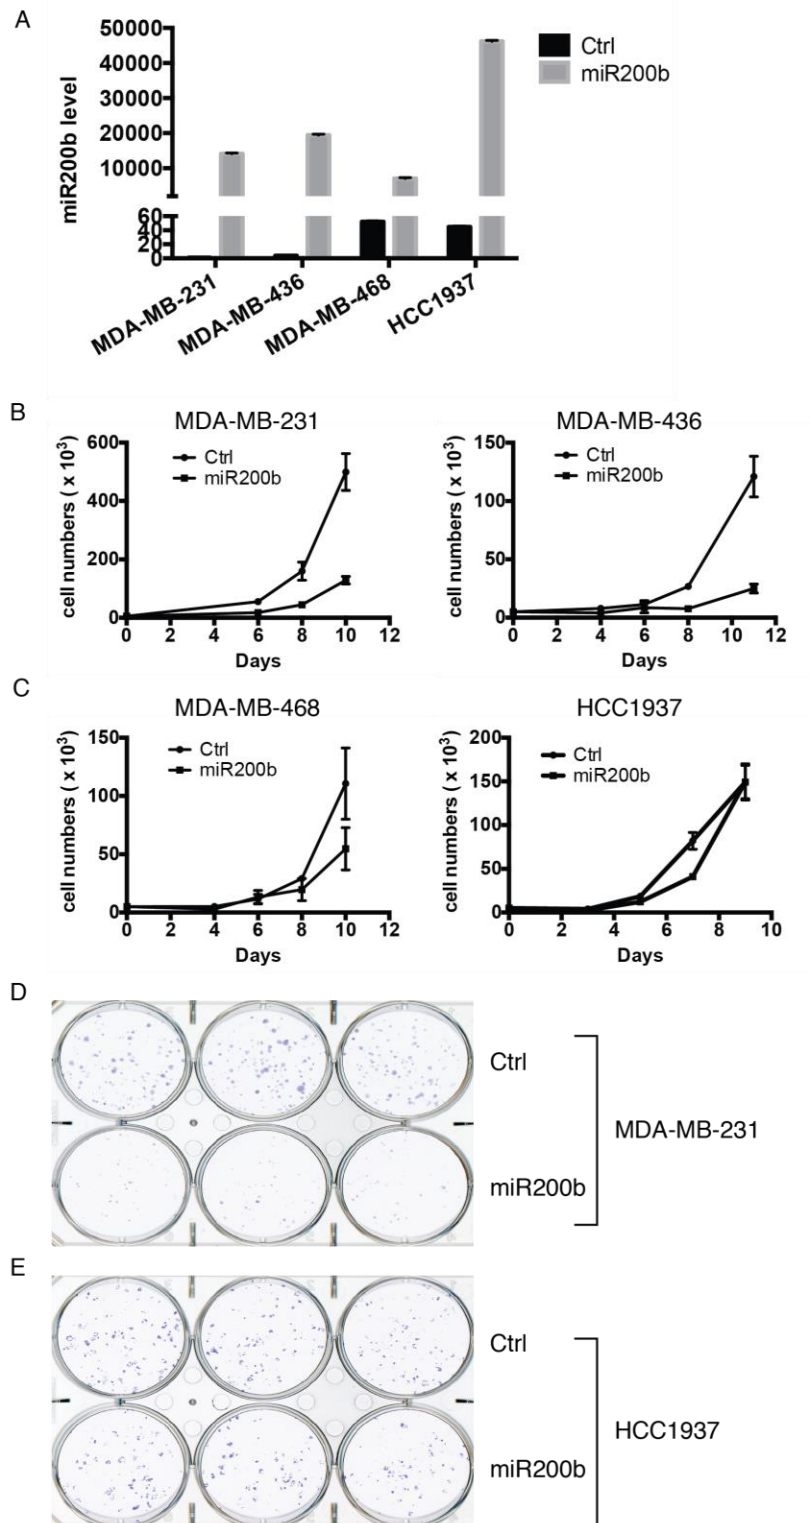 A
50000
40000
30000
20000
10000
60
40
20
0
miR200b level
Ctrl
miR200b
MDA-MB-231
MDA-MB-436
MDA-MB-468
HCC1937
B
MDA-MB-231
600
400
200
0
cell numbers ( x 10³)
Ctrl
miR200b
0 2 4 6 8 10 12
Days
MDA-MB-436
150
100
50
0
cell numbers ( x 10³)
Ctrl
miR200b
0 2 4 6 8 10 12
Days
C
MDA-MB-468
150
100
50
0
cell numbers ( x 10³)
Ctrl
miR200b
0 2 4 6 8 10 12
Days
HCC1937
200
150
100
50
0
cell numbers ( x 10³)
Ctrl
miR200b
0 2 4 6 8 10
Days
D
Ctrl
miR200b
MDA-MB-231
E
Ctrl
miR200b
HCC1937